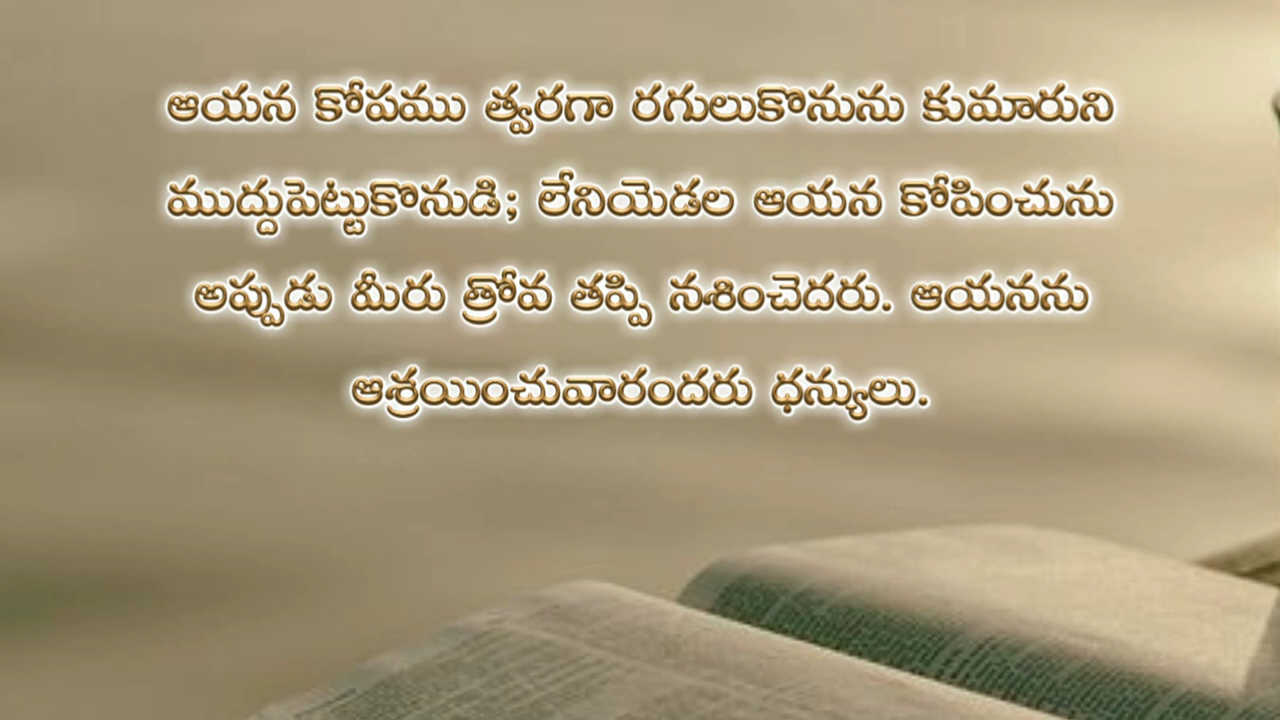 ఆయన కోపము త్వరగా రగులుకొనును కుమారుని
ముద్దుపెట్టుకొనుడి; లేనియెడల ఆయన కోపించును
అప్పుడు మీరు త్రోవ తప్పి నశించెదరు. ఆయనను
ఆశ్రయించువారందరు ధన్యులు.